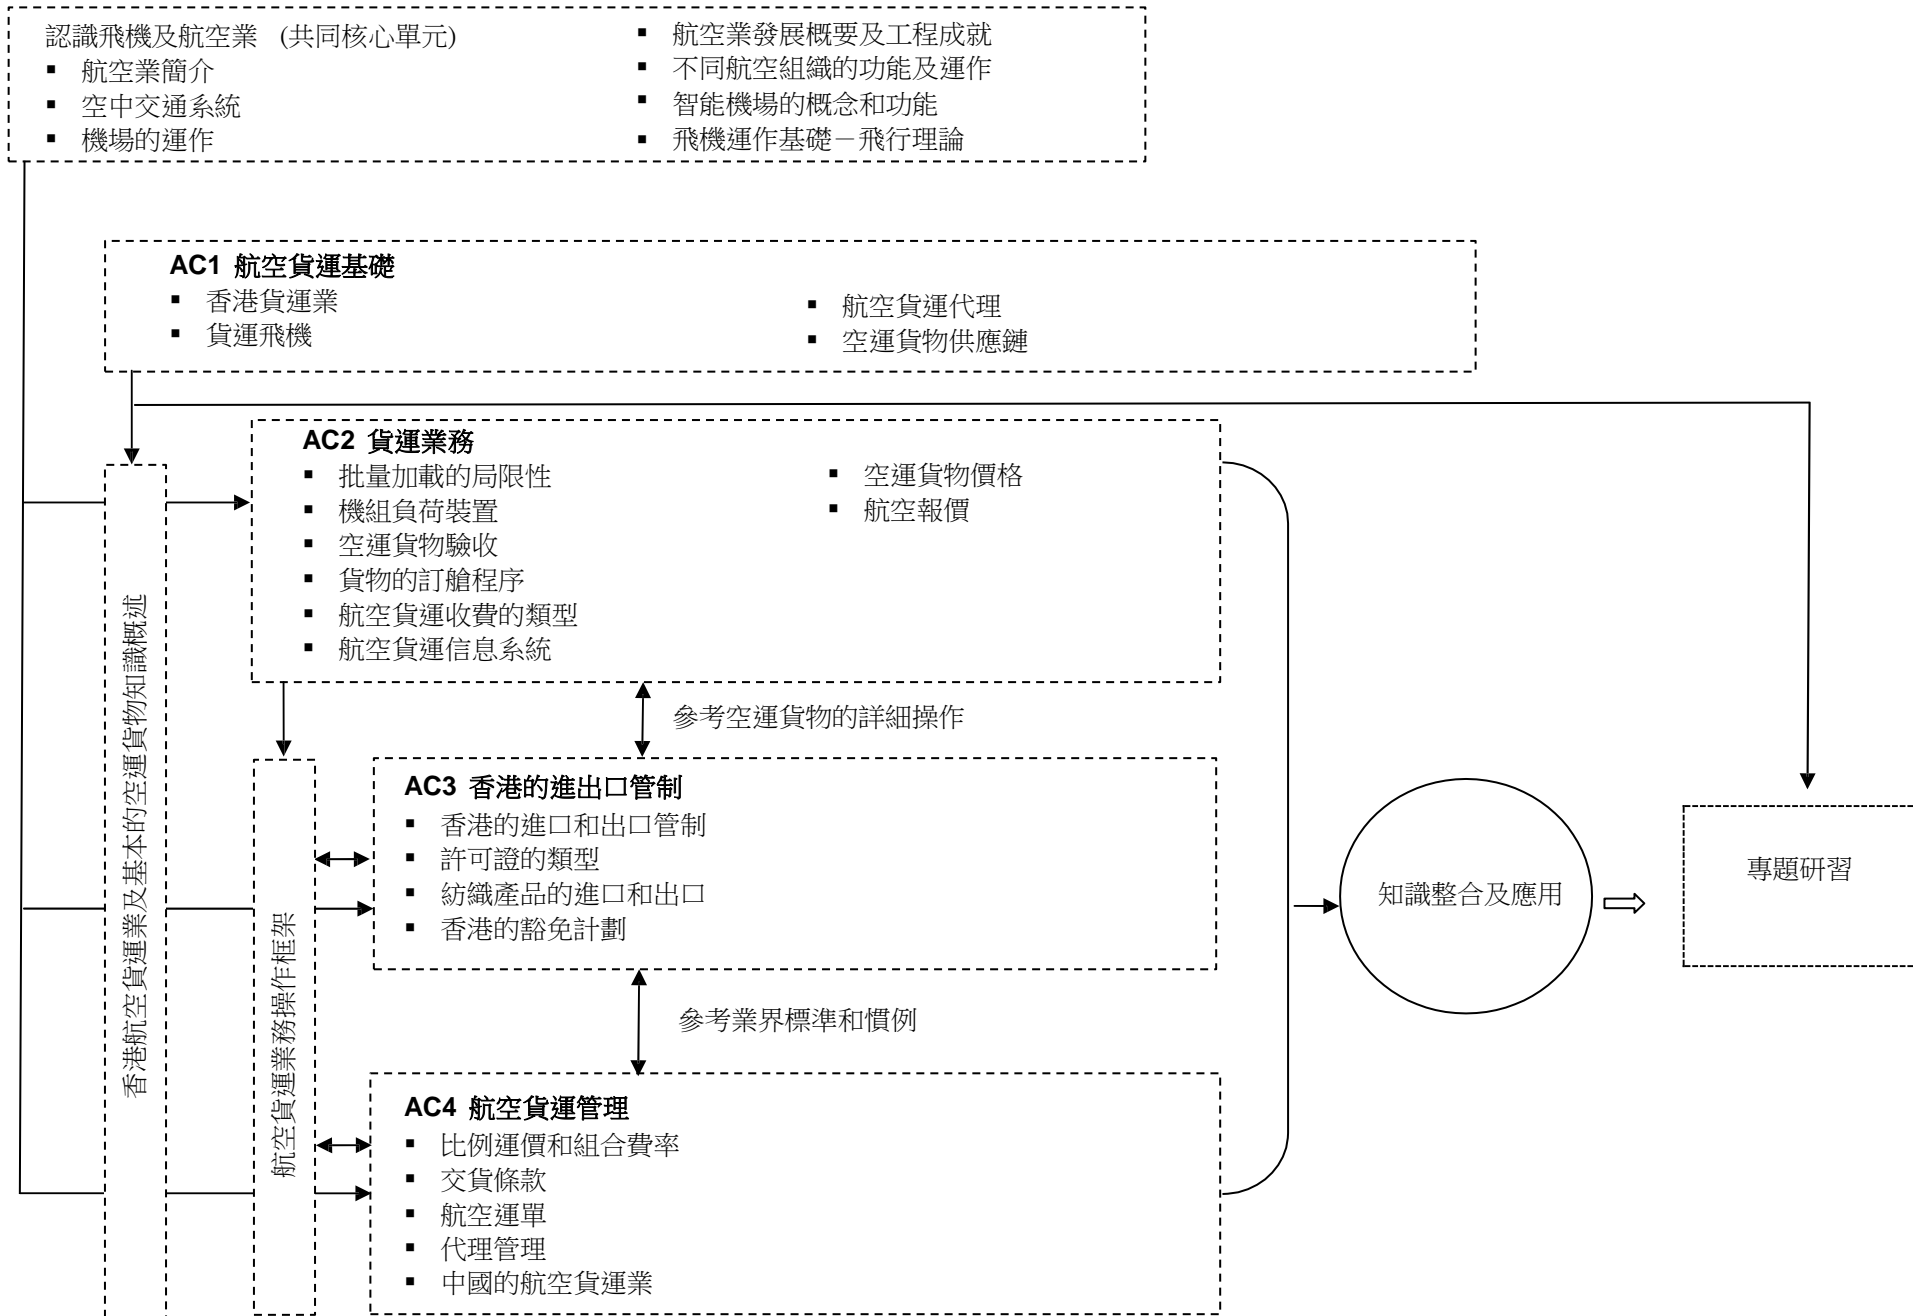 認識飛機及航空業 (共同核心單元)
▪ 航空業簡介
▪ 空中交通系統
▪ 機場的運作
▪ 航空業發展概要及工程成就
▪ 不同航空組織的功能及運作
▪ 智能機場的概念和功能
▪ 飛機運作基礎－飛行理論
AC1 航空貨運基礎
▪ 香港貨運業
▪ 貨運飛機
▪ 航空貨運代理
▪ 空運貨物供應鏈
AC2 貨運業務
▪ 批量加載的局限性
▪ 機組負荷裝置
▪ 空運貨物驗收
▪ 貨物的訂艙程序
▪ 航空貨運收費的類型
▪ 航空貨運信息系統
▪ 空運貨物價格
▪ 航空報價
香港航空貨運業及基本的空運貨物知識概述
參考空運貨物的詳細操作
航空貨運業務操作框架
AC3 香港的進出口管制
▪ 香港的進口和出口管制
▪ 許可證的類型
▪ 紡織產品的進口和出口
▪ 香港的豁免計劃
參考業界標準和慣例
AC4 航空貨運管理
▪ 比例運價和組合費率
▪ 交貨條款
▪ 航空運單
▪ 代理管理
▪ 中國的航空貨運業
知識整合及應用
專題研習